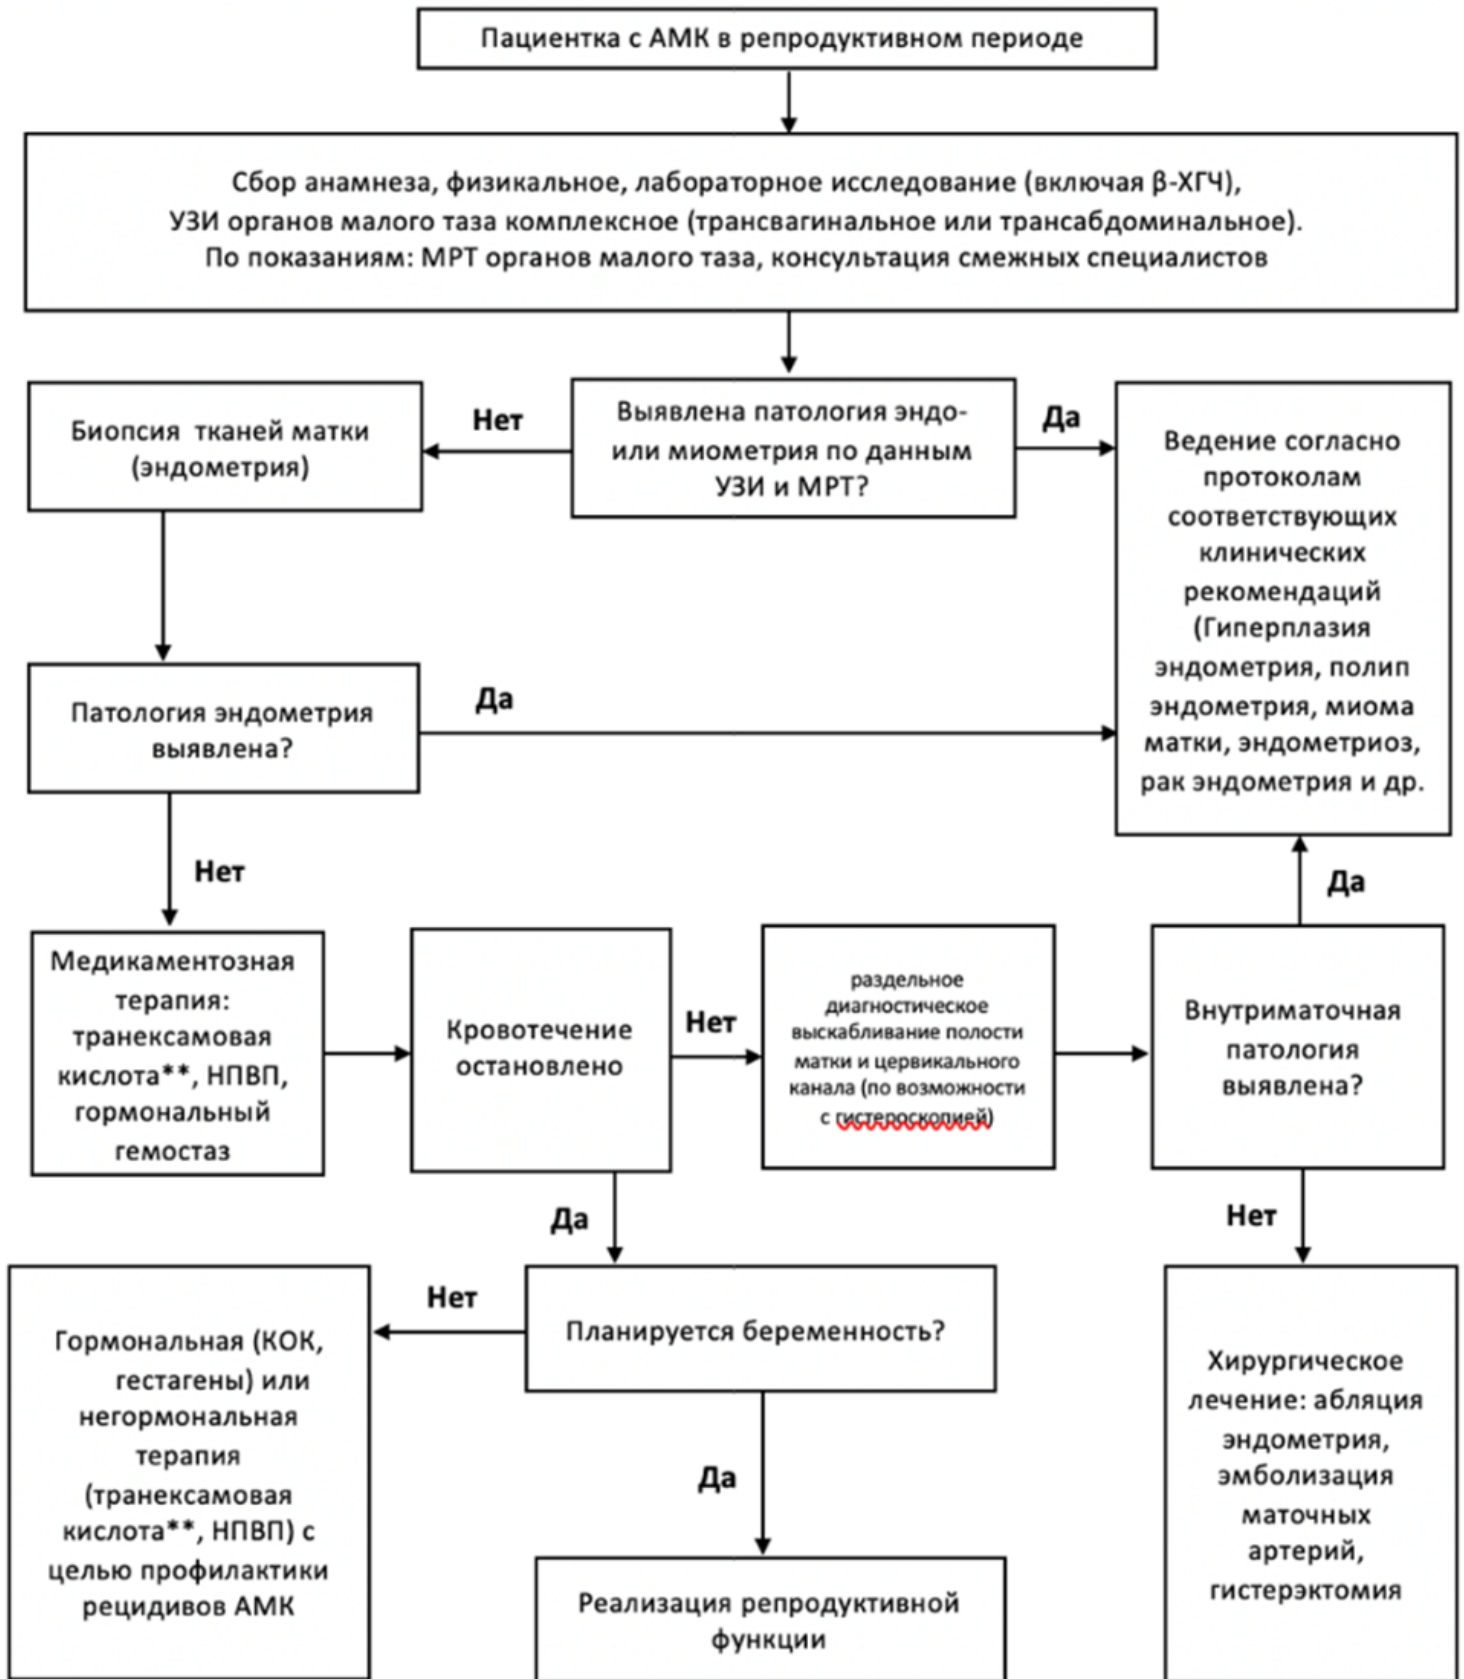 Пациентка с АМК в репродуктивном периоде
Сбор анамнеза, физикальное, лабораторное исследование (включая β-ХГЧ),
УЗИ органов малого таза комплексное (трансвагинальное или трансабдоминальное).
По показаниям: МРТ органов малого таза, консультация смежных специалистов
Биопсия тканей матки
(эндометрия)
Нет
Выявлена патология эндо-
или миометрия по данным
УЗИ и МРТ?
Да
Ведение согласно
протоколам
соответствующих
клинических
рекомендаций
(Гиперплазия
эндометрия, полип
эндометрия, миома
матки, эндометриоз,
рак эндометрия и др.
Патология эндометрия
выявлена?
Да
Нет
Да
Медикаментозная
терапия:
транексамовая
кислота**, НПВП,
гормональный
гемостаз
Кровотечение
остановлено
Нет
раздельное
диагностическое
выскабливание полости
матки и цервикального
канала (по возможности
с гистероскопией)
Внутриматочная
патология
выявлена?
Да
Нет
Гормональная (КОК,
гестагены) или
негормональная
терапия
(транексамовая
кислота**, НПВП) с
целью профилактики
рецидивов АМК
Нет
Планируется беременность?
Да
Реализация репродуктивной
функции
Хирургическое
лечение: абляция
эндометрия,
эмболизация
маточных
артерий,
гистерэктомия